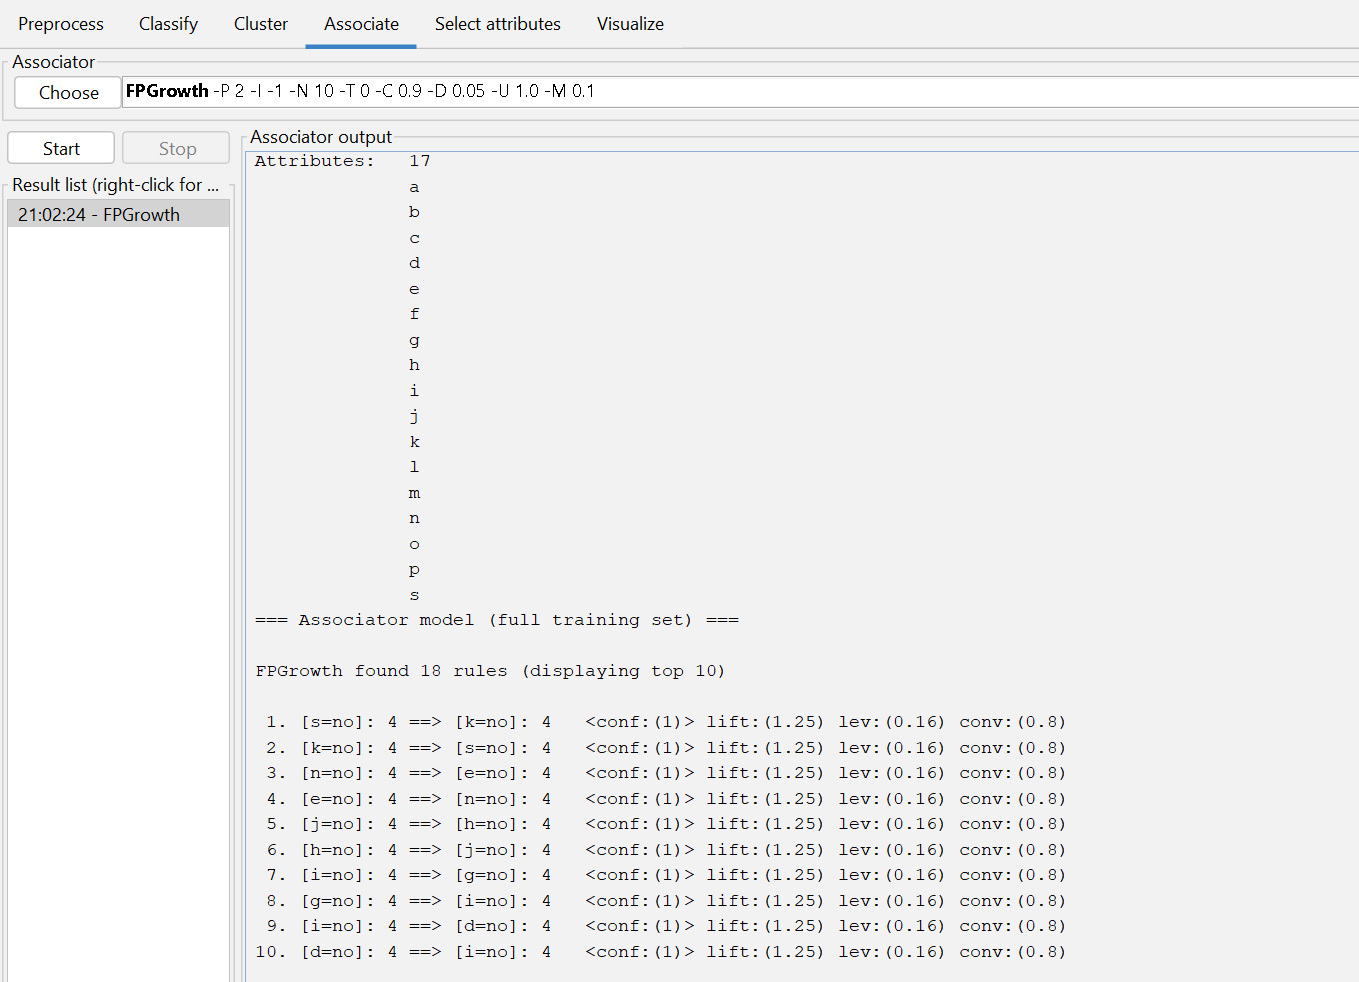 Preprocess Classify Cluster Associate Select attributes Visualize
Associator
Choose FPGrowth -P 2 -I -1 -N 10 -T 0 -C 0.9 -D 0.05 -U 1.0 -M 0.1
Start Stop
Result list (right-click for ...
21:02:24 - FPGrowth
Associator output
Attributes: 17
a
b
c
d
e
f
g
h
i
j
k
l
m
n
o
p
s
=== Associator model (full training set) ===
FPGrowth found 18 rules (displaying top 10)
1. [s=no]: 4 ==> [k=no]: 4 <conf:(1)> lift:(1.25) lev:(0.16) conv:(0.8)
2. [k=no]: 4 ==> [s=no]: 4 <conf:(1)> lift:(1.25) lev:(0.16) conv:(0.8)
3. [n=no]: 4 ==> [e=no]: 4 <conf:(1)> lift:(1.25) lev:(0.16) conv:(0.8)
4. [e=no]: 4 ==> [n=no]: 4 <conf:(1)> lift:(1.25) lev:(0.16) conv:(0.8)
5. [j=no]: 4 ==> [h=no]: 4 <conf:(1)> lift:(1.25) lev:(0.16) conv:(0.8)
6. [h=no]: 4 ==> [j=no]: 4 <conf:(1)> lift:(1.25) lev:(0.16) conv:(0.8)
7. [i=no]: 4 ==> [g=no]: 4 <conf:(1)> lift:(1.25) lev:(0.16) conv:(0.8)
8. [g=no]: 4 ==> [i=no]: 4 <conf:(1)> lift:(1.25) lev:(0.16) conv:(0.8)
9. [i=no]: 4 ==> [d=no]: 4 <conf:(1)> lift:(1.25) lev:(0.16) conv:(0.8)
10. [d=no]: 4 ==> [i=no]: 4 <conf:(1)> lift:(1.25) lev:(0.16) conv:(0.8)